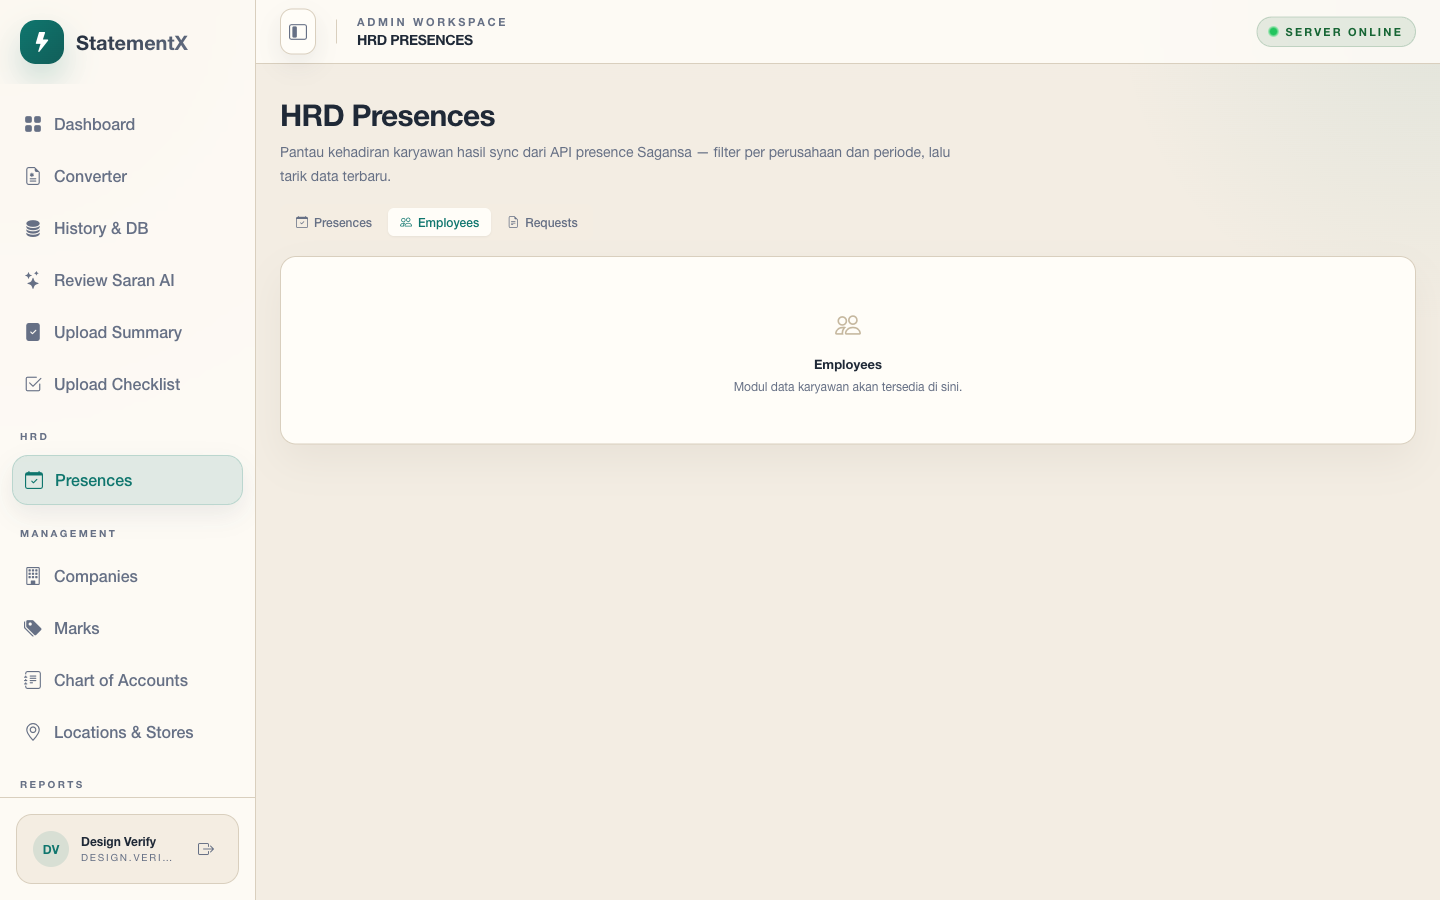 StatementX
ADMIN WORKSPACE
HRD PRESENCES
SERVER ONLINE
Dashboard
Converter
History & DB
Review Saran AI
Upload Summary
Upload Checklist
HRD
Presences
MANAGEMENT
Companies
Marks
Chart of Accounts
Locations & Stores
REPORTS
DV
Design Verify
DESIGN.VERI...
HRD Presences
Pantau kehadiran karyawan hasil sync dari API presence Sagansa — filter per perusahaan dan periode, lalu
tarik data terbaru.
Presences
Employees
Requests
Employees
Modul data karyawan akan tersedia di sini.